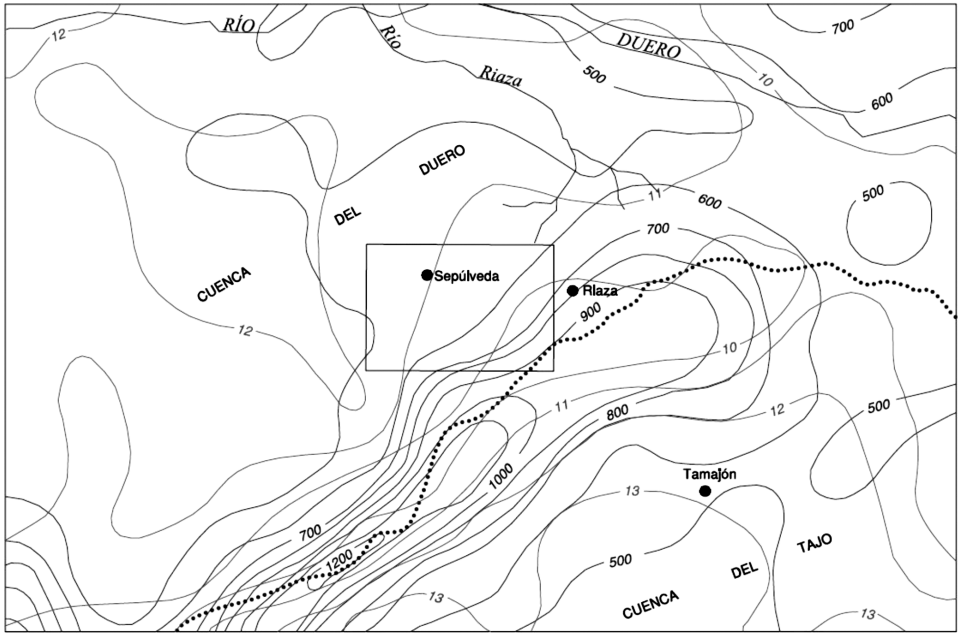 700
RÍO
12
Río
DUERO
Riaza
500
10
600
DUERO
DEL
11
600
500
700
CUENCA
Sepúlveda
RIaza
900
12
10
11
800
12
500
1000
Tamajón
13
700
1200
500
DEL
TAJO
CUENCA
13
13